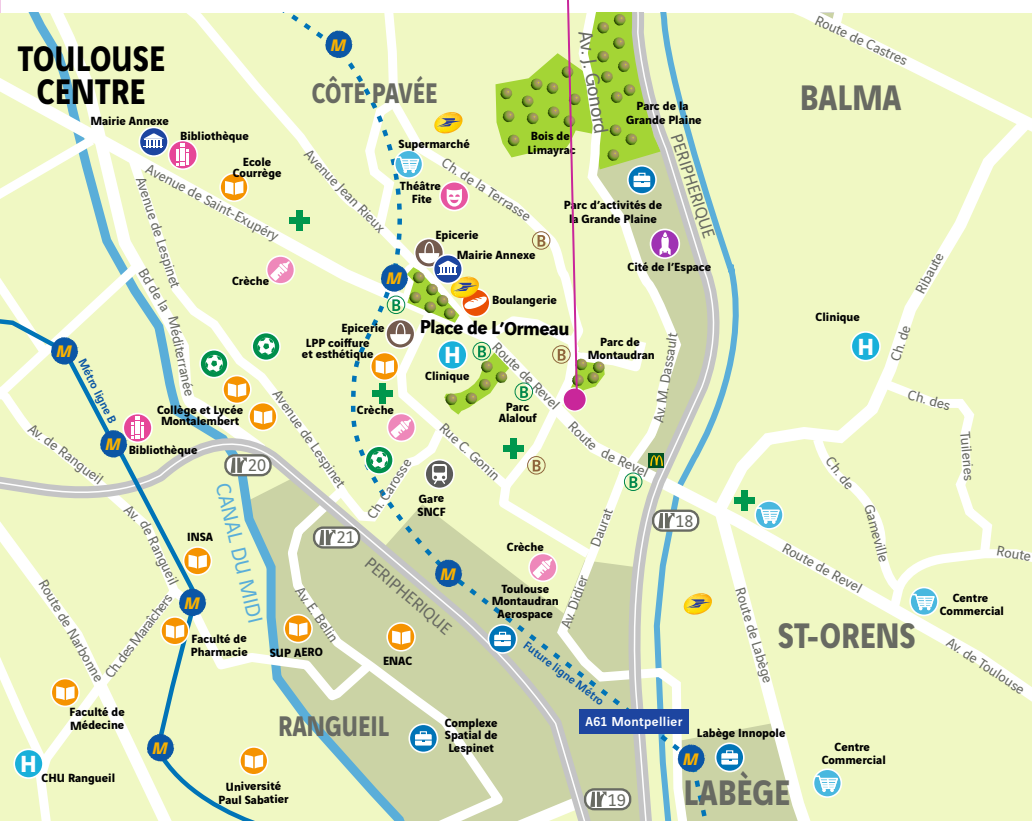 TOULOUSE
CENTRE
CÔTE PAVÉE
BALMA
Route de Castres
Av. J. Gonord
Parc de la
Grande Plaine
PERIPHERIQUE
Bois de
Limayrac
Mairie Annexe
Bibliothèque
Ecole
Courrège
Avenue de Saint-Exupéry
Avenue Jean Rieux
Supermarché
Théâtre
Fite
Ch. de la Terrasse
Parc d'activités de
la Grande Plaine
Cité de l'Espace
Epicerie
Mairie Annexe
Boulangerie
Crèche
Avenue de Lespinet
Bd de la Méditerranée
Place de L'Ormeau
Epicerie
LPP coiffure
et esthétique
Clinique
Route de Revel
Parc de
Montaudran
Av. M. Dasault
Clinique
Ch. de Ribaute
Ch. des
Tuileries
Métro ligne B
Collège et Lycée
Montalembert
Avenue de Lespinet
Crèche
Parc
Alalouf
Rue C. Gonin
Route de Revel
Bibliothèque
Av. de Rangueil
20
CANAL DU MIDI
Ch. Carosse
Gare
SNCF
Ch. de Gameville
18
21
Av. de Rangueil
INSA
PERIPHERIQUE
Crèche
Daurat
Av. Didier
Toulouse
Montaudran
Aerospace
Route de Revel
Route
Centre
Commercial
Route de Narbonne
Ch. des Maraîchers
Faculté de
Pharmacie
Av. E. Belin
SUP AERO
ENAC
Future ligne Métro
Route de Labège
ST-ORENS
Av. de Toulouse
Faculté de
Médecine
RANGUEIL
Complexe
Spatial de
Lespinet
A61 Montpellier
Labège Innopole
Centre
Commercial
CHU Rangueil
Université
Paul Sabatier
LABÈGE
19
M
M
M
M
M
M
M
M
B
B
B
B
B
B
B
H
H
H